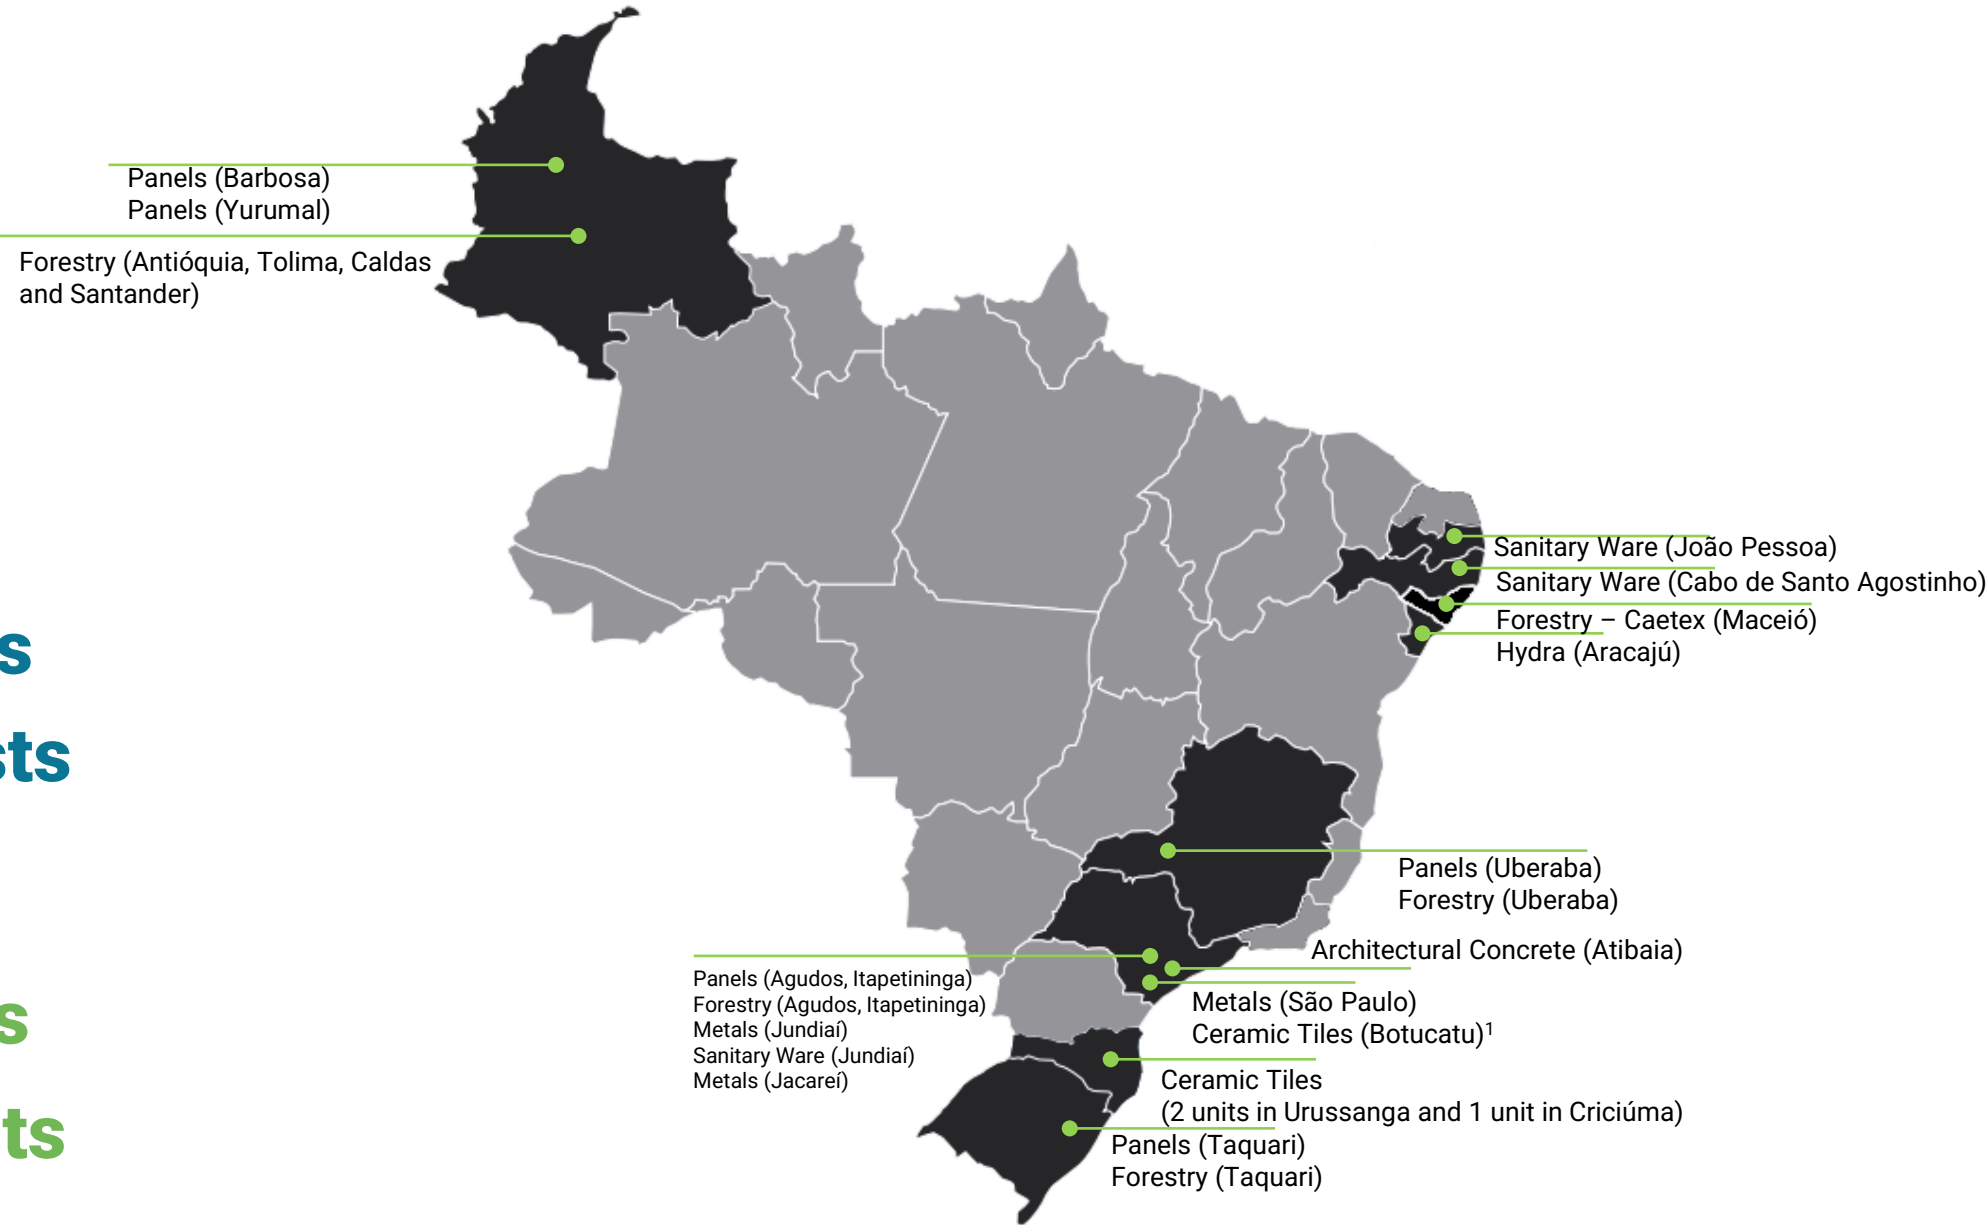 Panels (Barbosa)
Panels (Yurumal)
Forestry (Antióquia, Tolima, Caldas
and Santander)
Sanitary Ware (João Pessoa)
Sanitary Ware (Cabo de Santo Agostinho)
Forestry – Caetex (Maceió)
Hydra (Aracajú)
s
sts
Panels (Uberaba)
Forestry (Uberaba)
Architectural Concrete (Atibaia)
Panels (Agudos, Itapetininga)
Forestry (Agudos, Itapetininga)
Metals (Jundiaí)
Sanitary Ware (Jundiaí)
Metals (Jacareí)
Metals (São Paulo)
Ceramic Tiles (Botucatu)¹
s
ts
Ceramic Tiles
(2 units in Urussanga and 1 unit in Criciúma)
Panels (Taquari)
Forestry (Taquari)